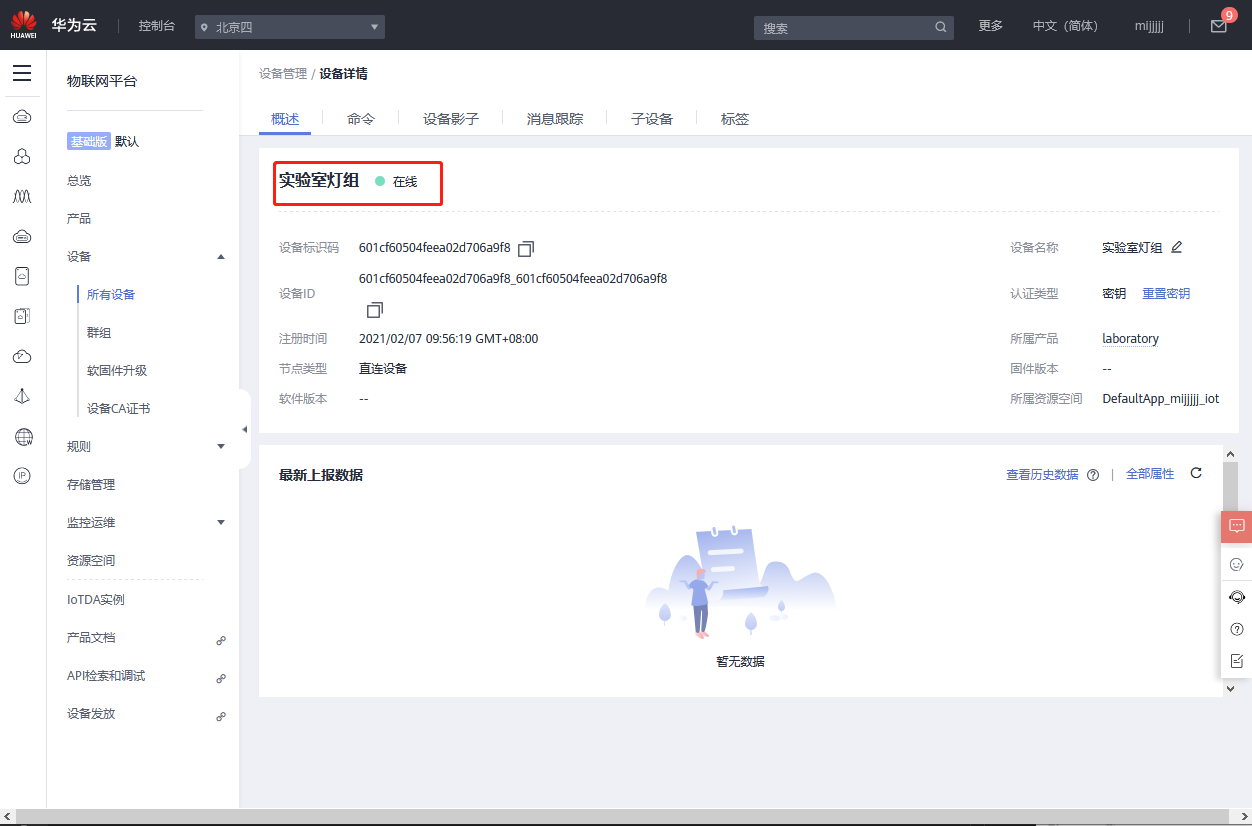 HUAWEI
华为云
控制台
北京四
搜索
更多
中文（简体）
mijjjjj
9
物联网平台
基础版 默认
总览
产品
设备
所有设备
群组
软固件升级
设备CA证书
规则
存储管理
监控运维
资源空间
IoTDA实例
产品文档
API检索和调试
设备发放
设备管理 / 设备详情
概述
命令
设备影子
消息跟踪
子设备
标签
实验室灯组 在线
设备标识码 601cf60504feea02d706a9f8
设备名称 实验室灯组
设备ID 601cf60504feea02d706a9f8_601cf60504feea02d706a9f8
认证类型 密钥 重置密钥
注册时间 2021/02/07 09:56:19 GMT+08:00
所属产品 laboratory
节点类型 直连设备
固件版本 --
软件版本 --
所属资源空间 DefaultApp_mijjjjj_iot
最新上报数据
查看历史数据 | 全部属性
暂无数据